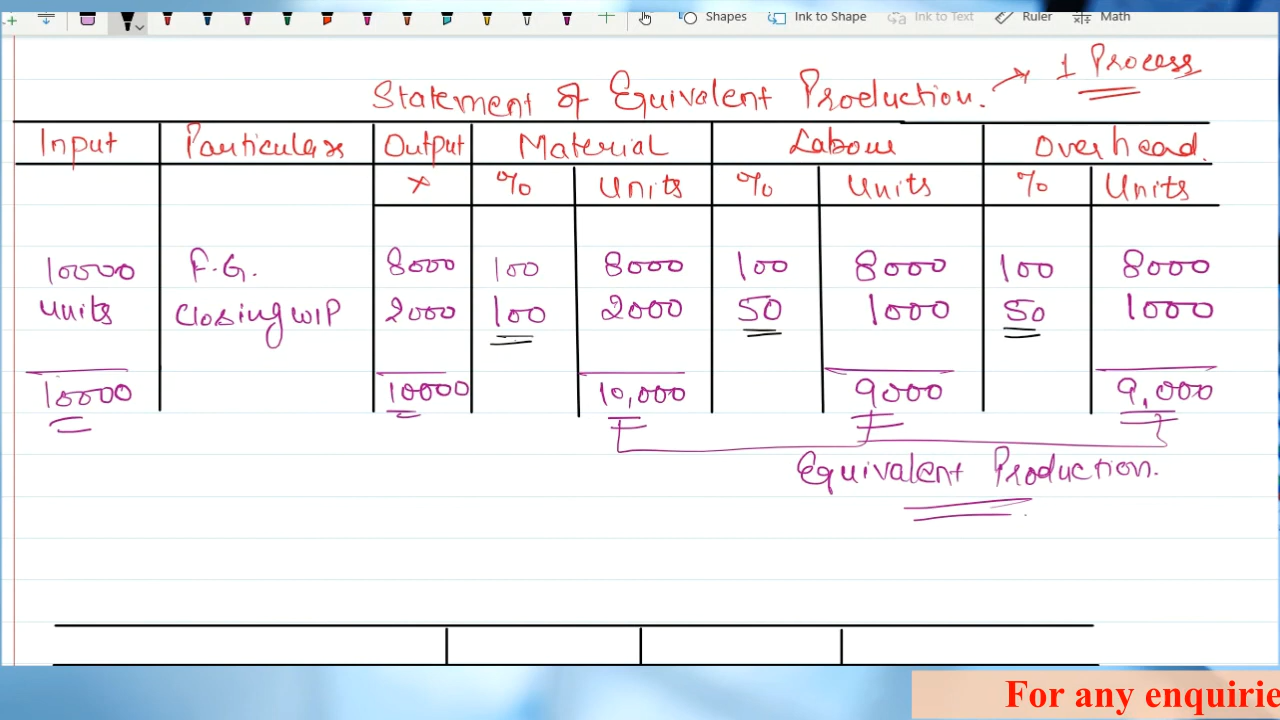 Shapes Ink to Shape Ink to Text Ruler Math
Statement of Equivalent Production. → 1 Process
Input Particulars Output Material Labour Overhead.
x % Units % Units % Units
10000 F.G. 8000 100 8000 100 8000 100 8000
Units Closing WIP 2000 100 2000 50 1000 50 1000
10000 10000 10,000 9000 9,000
Equivalent Production.
For any enquirie